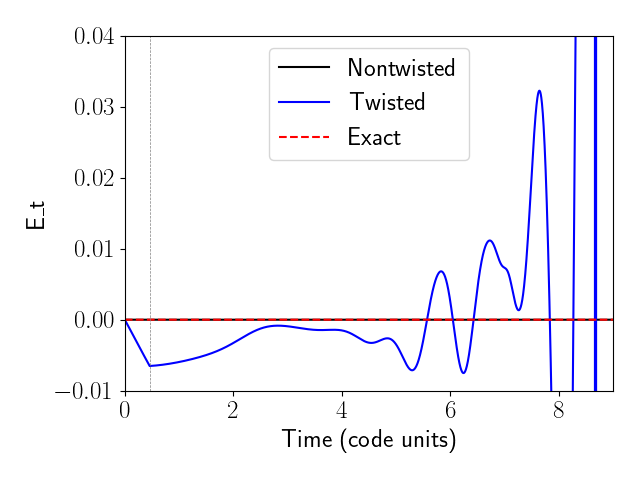 0.04
0.03
0.02
0.01
0.00
−0.01
E_t
Nontwisted
Twisted
Exact
0 2 4 6 8
Time (code units)